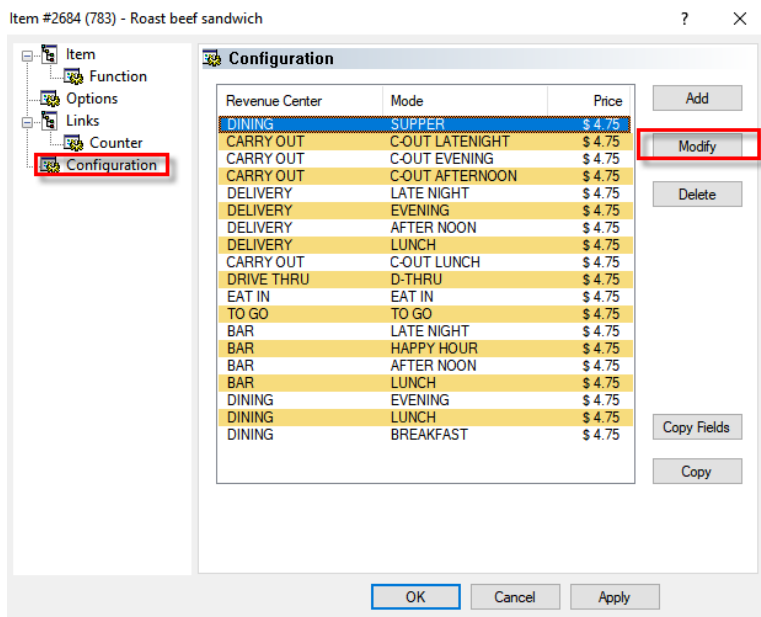 Item #2684 (783) - Roast beef sandwich ? ×
Item
Function
Options
Links
Counter
Configuration
Configuration
Revenue Center Mode Price
DINING SUPPER $ 4.75
CARRY OUT C-OUT LATENIGHT $ 4.75
CARRY OUT C-OUT EVENING $ 4.75
CARRY OUT C-OUT AFTERNOON $ 4.75
DELIVERY LATE NIGHT $ 4.75
DELIVERY EVENING $ 4.75
DELIVERY AFTER NOON $ 4.75
DELIVERY LUNCH $ 4.75
CARRY OUT C-OUT LUNCH $ 4.75
DRIVE THRU D-THRU $ 4.75
EAT IN EAT IN $ 4.75
TO GO TO GO $ 4.75
BAR LATE NIGHT $ 4.75
BAR HAPPY HOUR $ 4.75
BAR AFTER NOON $ 4.75
BAR LUNCH $ 4.75
DINING EVENING $ 4.75
DINING LUNCH $ 4.75
DINING BREAKFAST $ 4.75
Add
Modify
Delete
Copy Fields
Copy
OK Cancel Apply